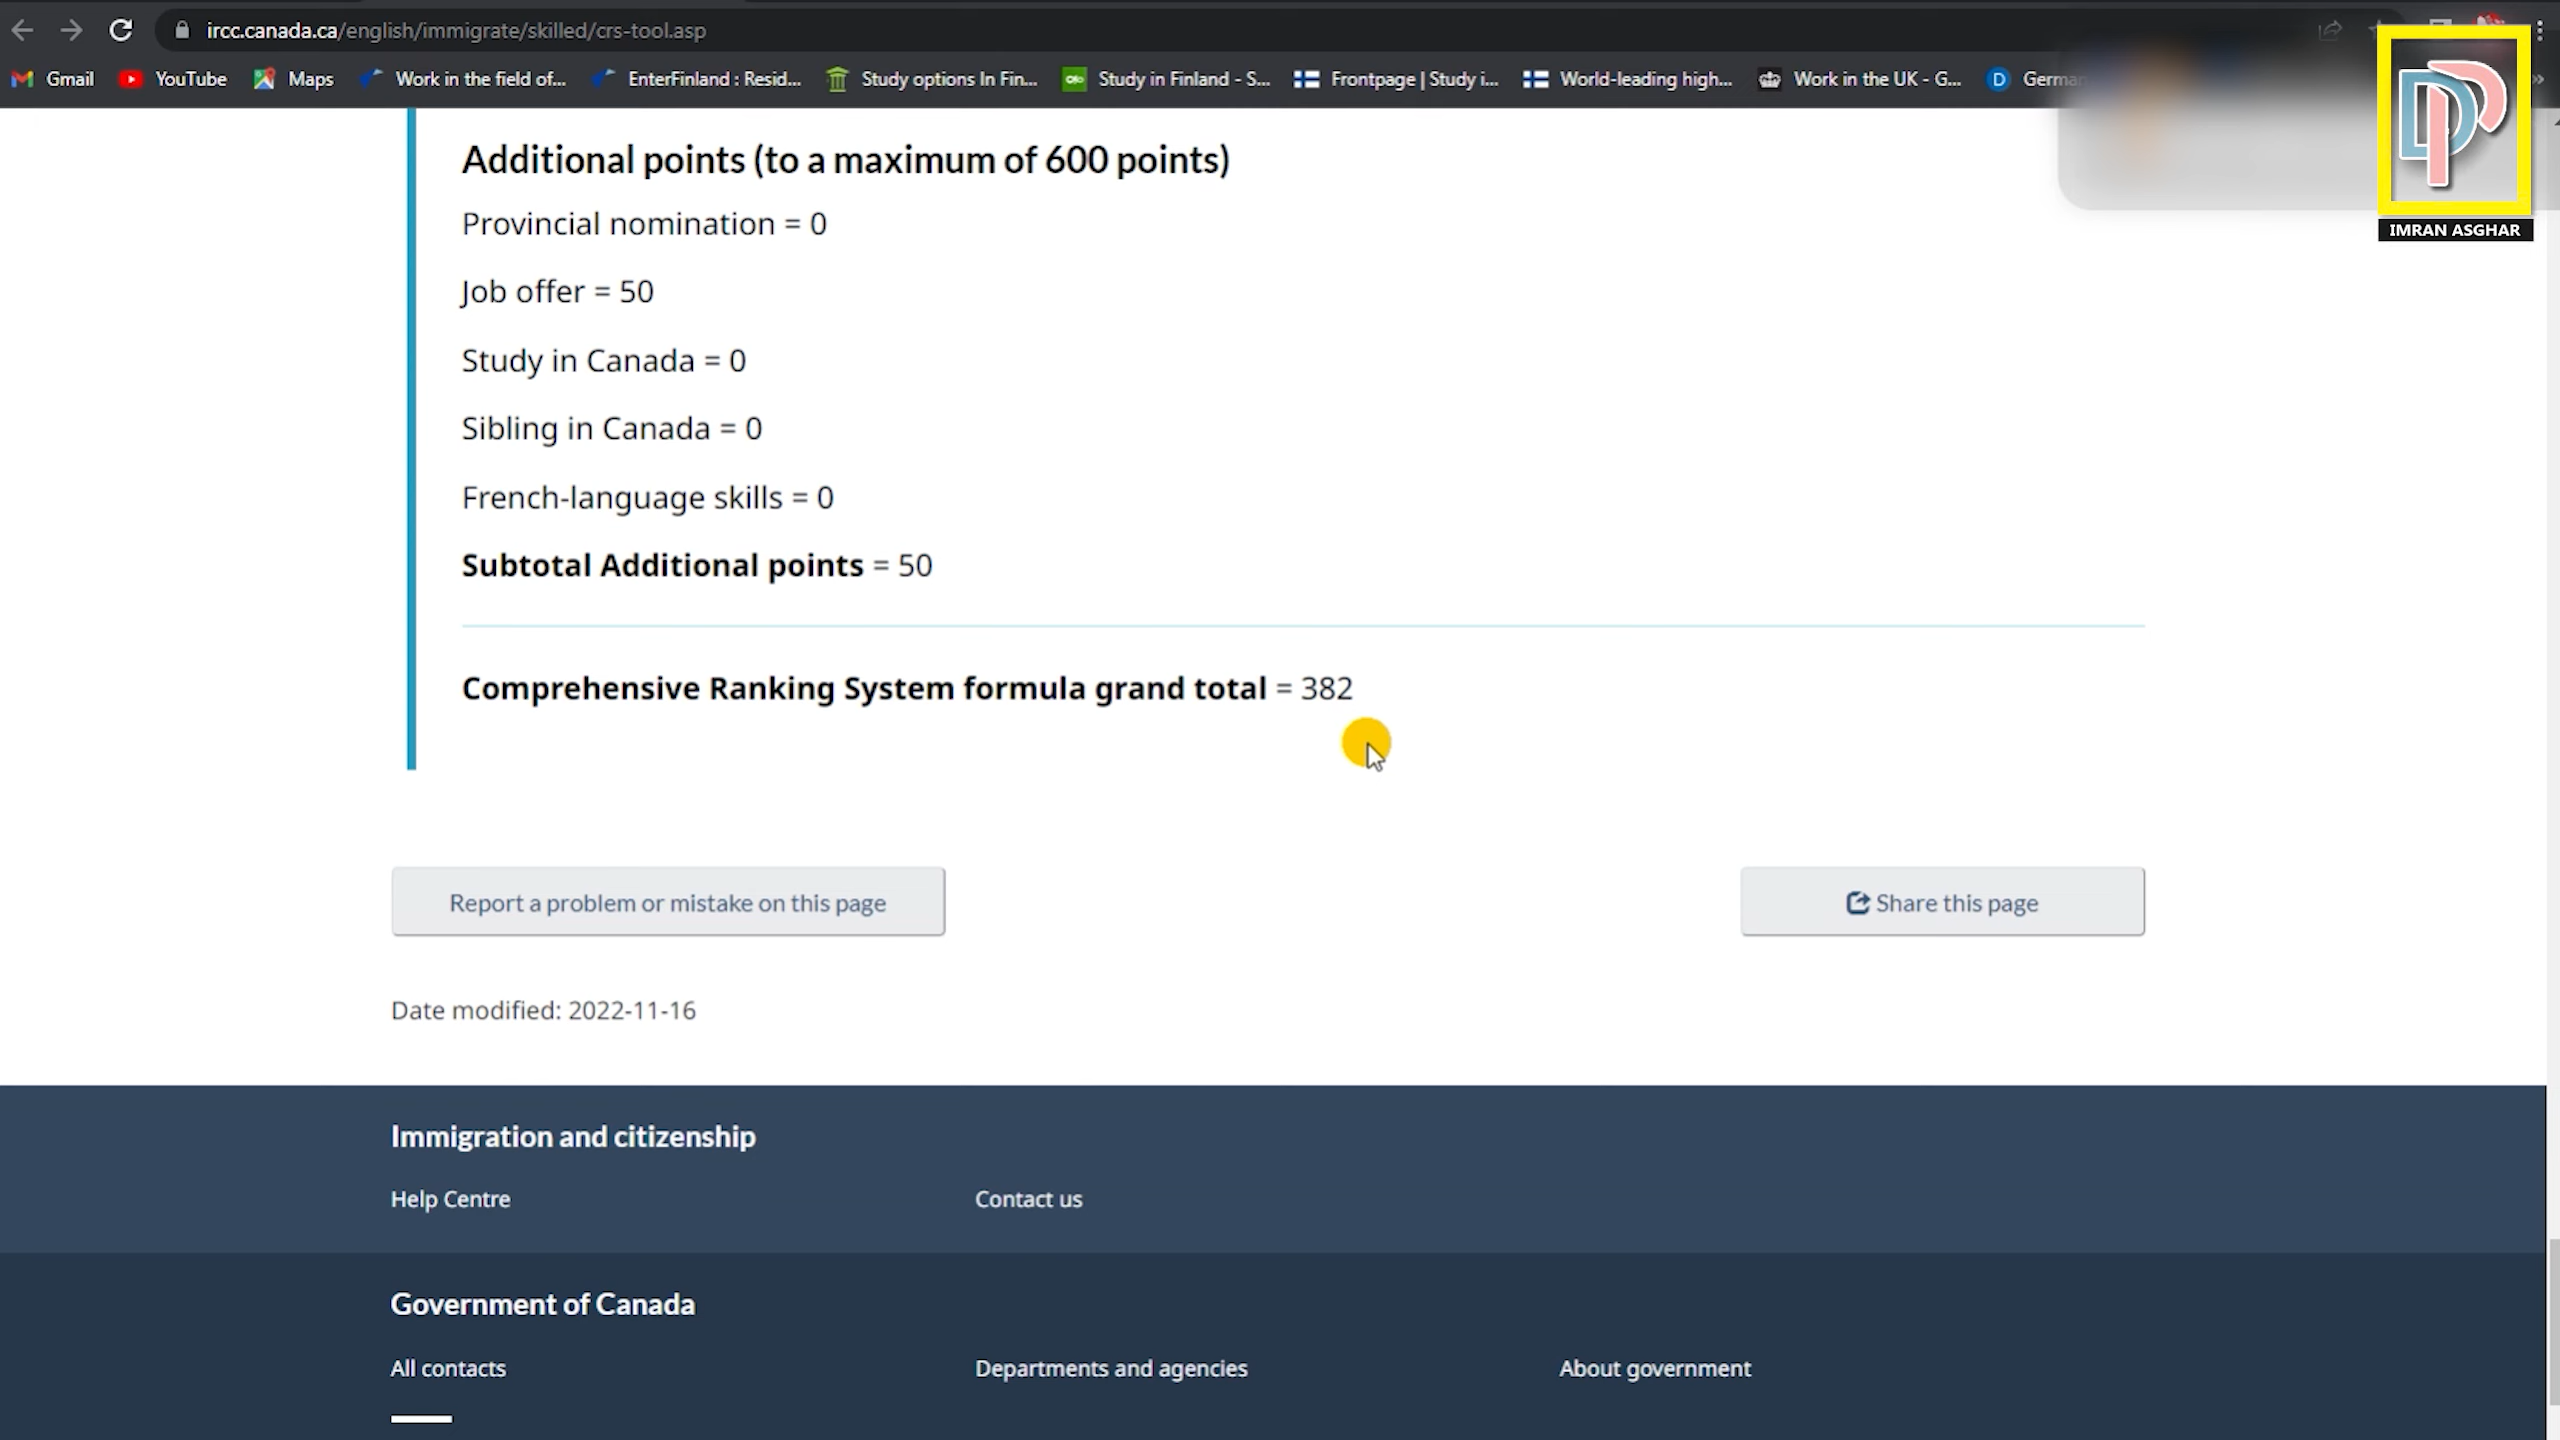 ircc.canada.ca/english/immigrate/skilled/crs-tool.asp
Gmail YouTube Maps Work in the field of... EnterFinland : Resid... Study options In Fin... Study in Finland - S... Frontpage | Study i... World-leading high... Work in the UK - G... D »
IMRAN ASGHAR
Additional points (to a maximum of 600 points)
Provincial nomination = 0
Job offer = 50
Study in Canada = 0
Sibling in Canada = 0
French-language skills = 0
Subtotal Additional points = 50
Comprehensive Ranking System formula grand total = 382
Report a problem or mistake on this page
Share this page
Date modified: 2022-11-16
Immigration and citizenship
Help Centre Contact us
Government of Canada
All contacts Departments and agencies About government